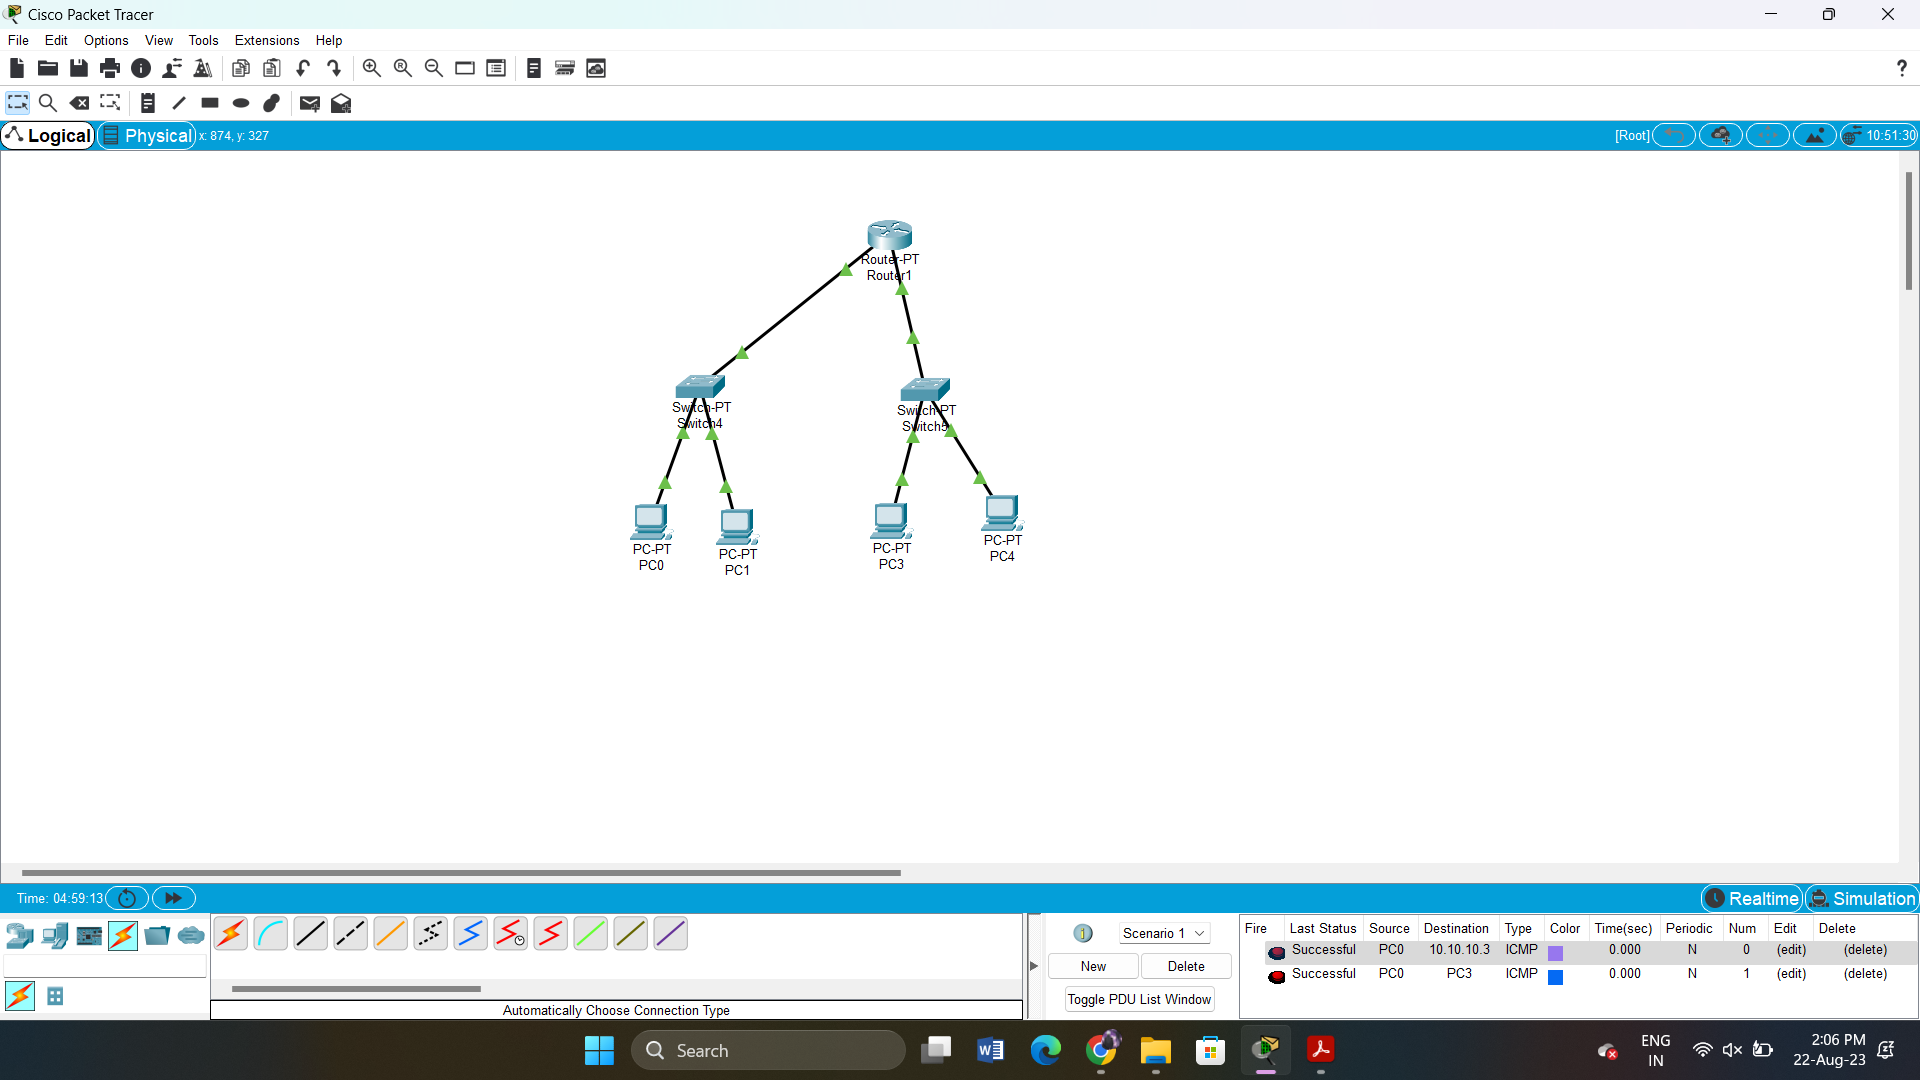 Cisco Packet Tracer
File Edit Options View Tools Extensions Help
?
Logical Physical x: 874, y: 327 [Root] 10:51:30
Router-PT
Router1
Switch-PT
Switch4
Switch-PT
Switch5
PC-PT
PC0
PC-PT
PC1
PC-PT
PC3
PC-PT
PC4
Time: 04:59:13 Realtime Simulation
Scenario 1
New Delete
Toggle PDU List Window
Fire Last Status Source Destination Type Color Time(sec) Periodic Num Edit Delete
Successful PC0 10.10.10.3 ICMP 0.000 N 0 (edit) (delete)
Successful PC0 PC3 ICMP 0.000 N 1 (edit) (delete)
Automatically Choose Connection Type
Search
ENG
IN
2:06 PM
22-Aug-23